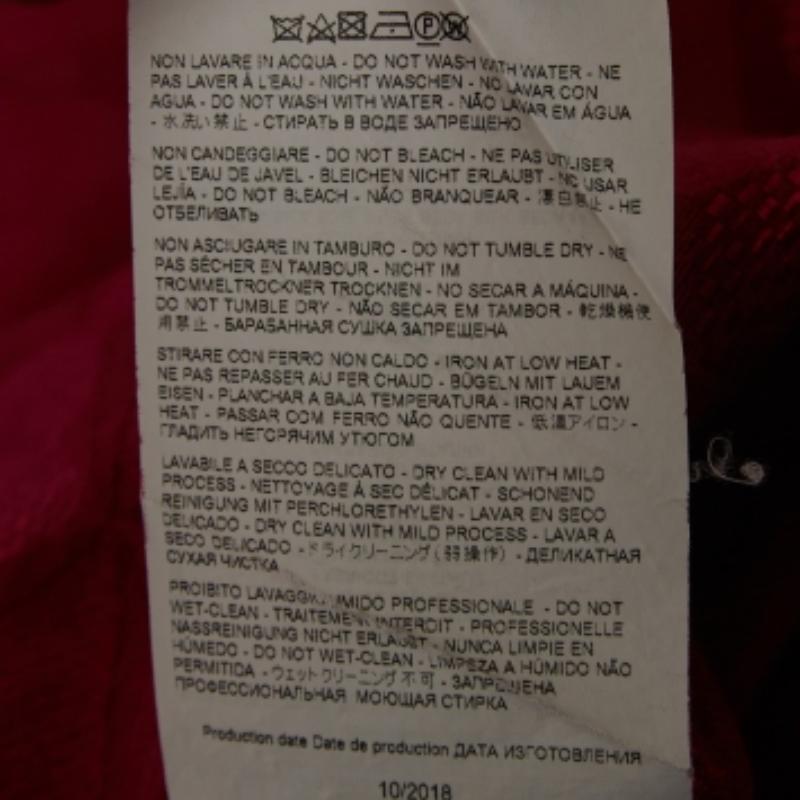 NON LAVARE IN ACQUA - DO NOT WASH WITH WATER - NE
PAS LAVER À L'EAU - NICHT WASCHEN - NO LAVAR CON
AGUA - DO NOT WASH WITH WATER - NÃO LAVAR EM ÁGUA
- 水洗い禁止 - СТИРАТЬ В ВОДЕ ЗАПРЕЩЕНО
NON CANDEGGIARE - DO NOT BLEACH - NE PAS UTILISER
DE L'EAU DE JAVEL - BLEICHEN NICHT ERLAUBT - NO USAR
LEJÍA - DO NOT BLEACH - NÃO BRANQUEAR - 漂白禁止 - НЕ
ОТБЕЛИВАТЬ
NON ASCIUGARE IN TAMBURO - DO NOT TUMBLE DRY - NE
PAS SÉCHER EN TAMBOUR - NICHT IM
TROMMELTROCKNER TROCKNEN - NO SECAR A MÁQUINA -
DO NOT TUMBLE DRY - NÃO SECAR EM TAMBOR - 乾燥機使
用禁止 - БАРАБАННАЯ СУШКА ЗАПРЕЩЕНА
STIRARE CON FERRO NON CALDO - IRON AT LOW HEAT -
NE PAS REPASSER AU FER CHAUD - BÜGELN MIT LAUEM
EISEN - PLANCHAR A BAJA TEMPERATURA - IRON AT LOW
HEAT - PASSAR COM FERRO NÃO QUENTE - 低温アイロン -
ГЛАДИТЬ НЕГОРЯЧИМ УТЮГОМ
LAVABILE A SECCO DELICATO - DRY CLEAN WITH MILD
PROCESS - NETTOYAGE À SEC DÉLICAT - SCHONEND
REINIGUNG MIT PERCHLORETHYLEN - LAVAR EN SECO
DELICADO - DRY CLEAN WITH MILD PROCESS - LAVAR A
SECO DELICADO - ドライクリーニング(弱操作) - ДЕЛИКАТНАЯ
СУХАЯ ЧИСТКА
PROIBITO LAVAGGIO UMIDO PROFESSIONALE - DO NOT
WET-CLEAN - TRAITEMENT INTERDIT - PROFESSIONELLE
NASSREINIGUNG NICHT ERLAUBT - NUNCA LIMPIE EN
HÚMEDO - DO NOT WET-CLEAN - LIMPEZA A HÚMIDO NÃO
PERMITIDA - ウェットクリーニング不可 - ЗАПРЕЩЕНА
ПРОФЕССИОНАЛЬНАЯ МОЮЩАЯ СТИРКА
Production date Date de production ДАТА ИЗГОТОВЛЕНИЯ
10/2018